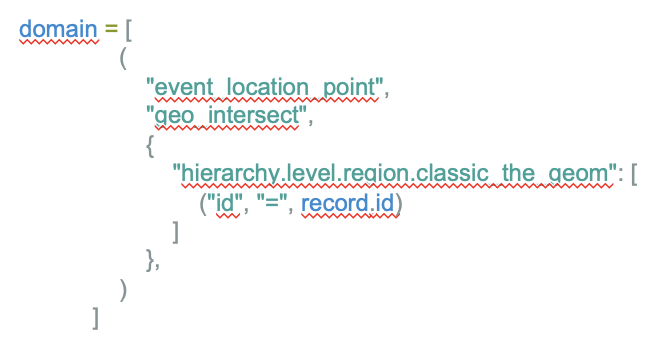 domain = [
(
"event_location_point",
"geo_intersect",
{
"hierarchy.level.region.classic_the_geom": [
("id", "=", record.id)
]
},
)
]